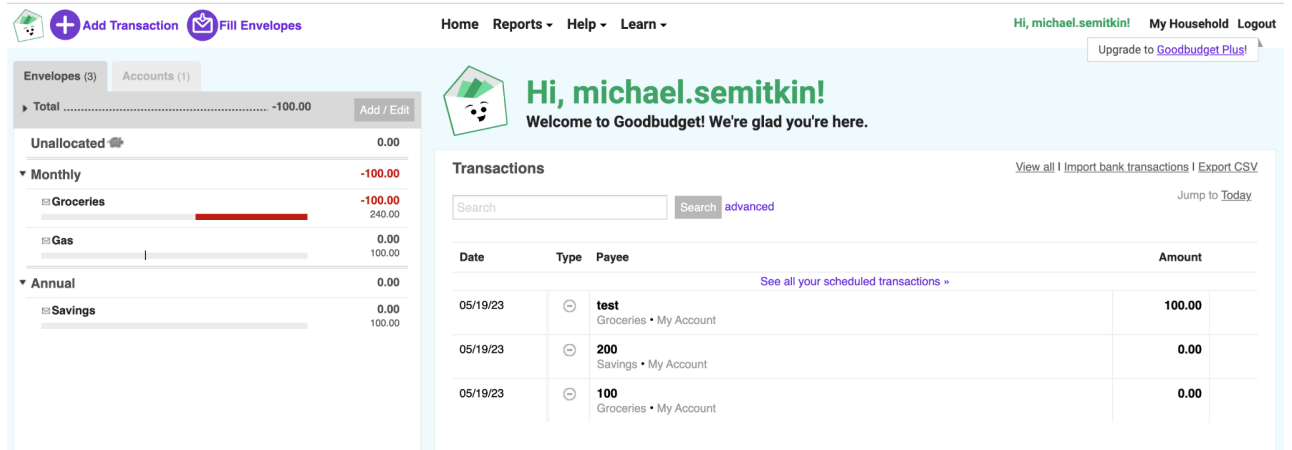 Add Transaction Fill Envelopes Home Reports Help Learn Hi, michael.semitkin! My Household Logout
Upgrade to Goodbudget Plus!
Envelopes (3) Accounts (1)
Total ........................................................ -100.00 Add / Edit
Unallocated 0.00
Monthly -100.00
Groceries -100.00
240.00
Gas 0.00
100.00
Annual 0.00
Savings 0.00
100.00
Hi, michael.semitkin!
Welcome to Goodbudget! We're glad you're here.
Transactions View all | Import bank transactions | Export CSV
Jump to Today
Search Search advanced
Date Type Payee Amount
See all your scheduled transactions »
05/19/23 test 100.00
Groceries • My Account
05/19/23 200 0.00
Savings • My Account
05/19/23 100 0.00
Groceries • My Account